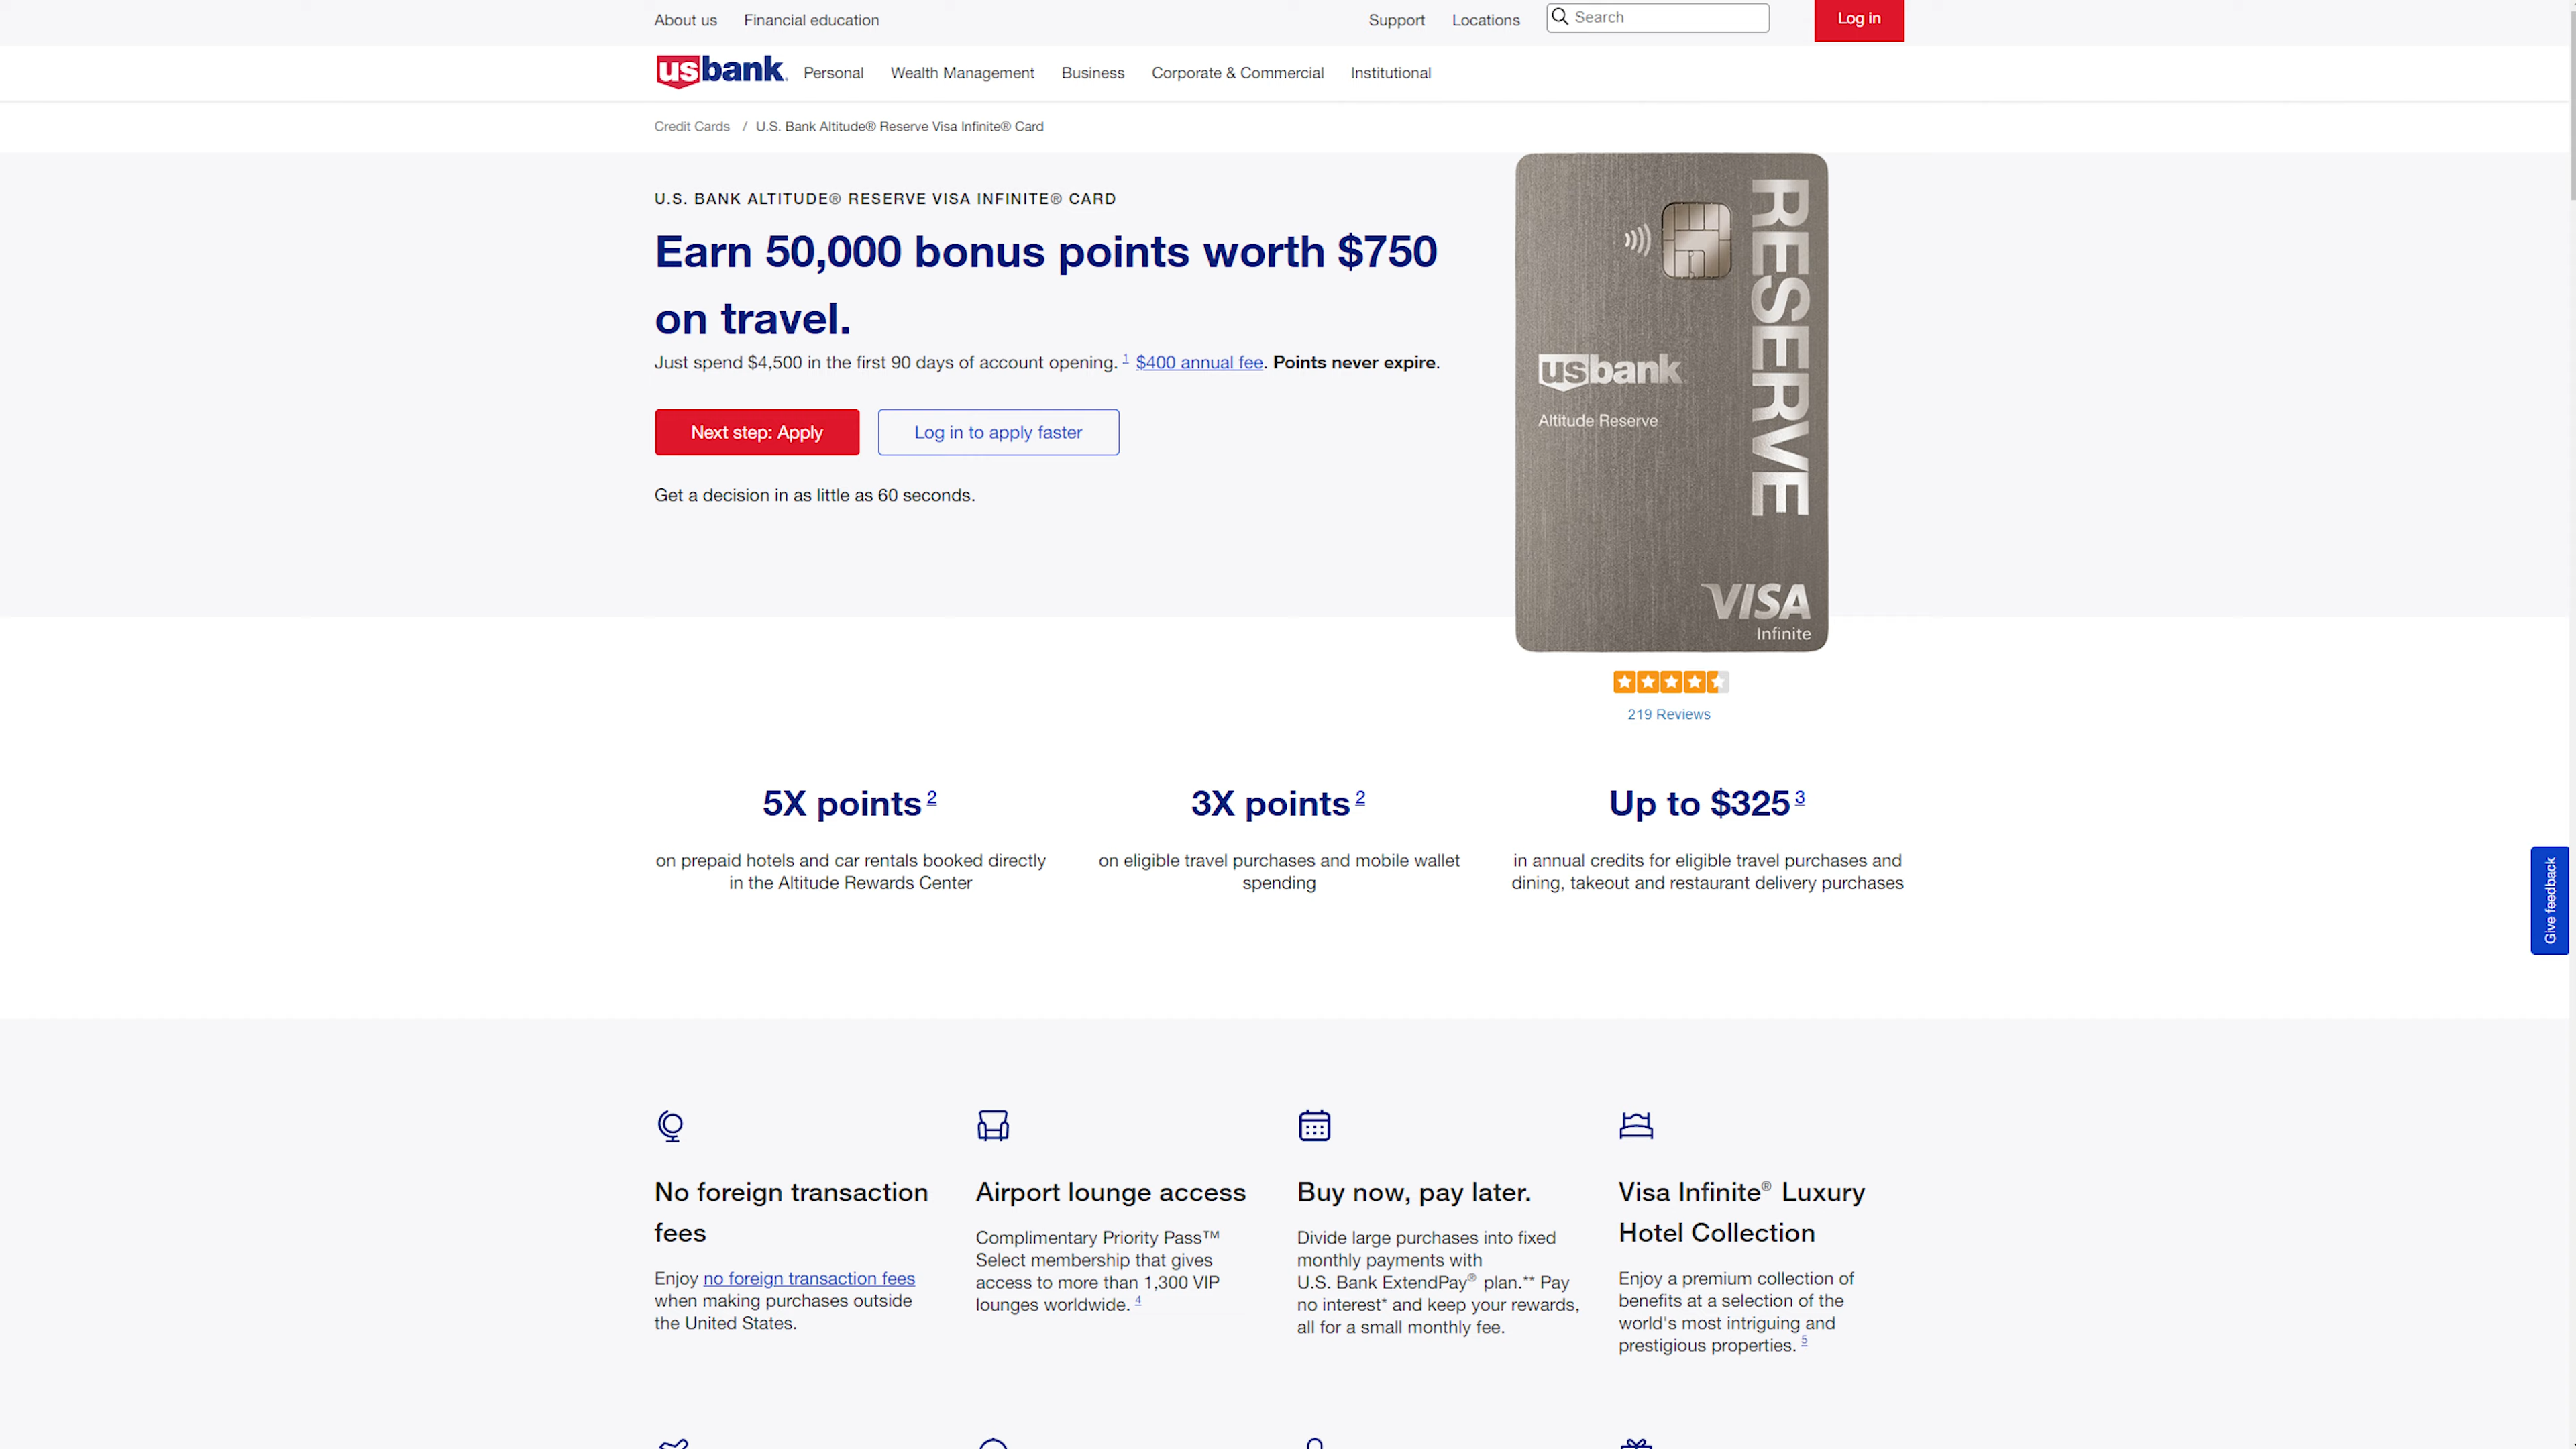 About us Financial education Support Locations Search Log in
usbank. Personal Wealth Management Business Corporate & Commercial Institutional
Credit Cards / U.S. Bank Altitude® Reserve Visa Infinite® Card
U.S. BANK ALTITUDE® RESERVE VISA INFINITE® CARD
Earn 50,000 bonus points worth $750
on travel.
Just spend $4,500 in the first 90 days of account opening. 1 $400 annual fee. Points never expire.
Next step: Apply Log in to apply faster
Get a decision in as little as 60 seconds.
RESERVE
usbank
Altitude Reserve
VISA
Infinite
219 Reviews
5X points 2
on prepaid hotels and car rentals booked directly
in the Altitude Rewards Center
3X points 2
on eligible travel purchases and mobile wallet
spending
Up to $325 3
in annual credits for eligible travel purchases and
dining, takeout and restaurant delivery purchases
Give feedback
No foreign transaction
fees
Enjoy no foreign transaction fees
when making purchases outside
the United States.
Airport lounge access
Complimentary Priority Pass™
Select membership that gives
access to more than 1,300 VIP
lounges worldwide. 4
Buy now, pay later.
Divide large purchases into fixed
monthly payments with
U.S. Bank ExtendPay® plan.** Pay
no interest* and keep your rewards,
all for a small monthly fee.
Visa Infinite® Luxury
Hotel Collection
Enjoy a premium collection of
benefits at a selection of the
world's most intriguing and
prestigious properties. 5